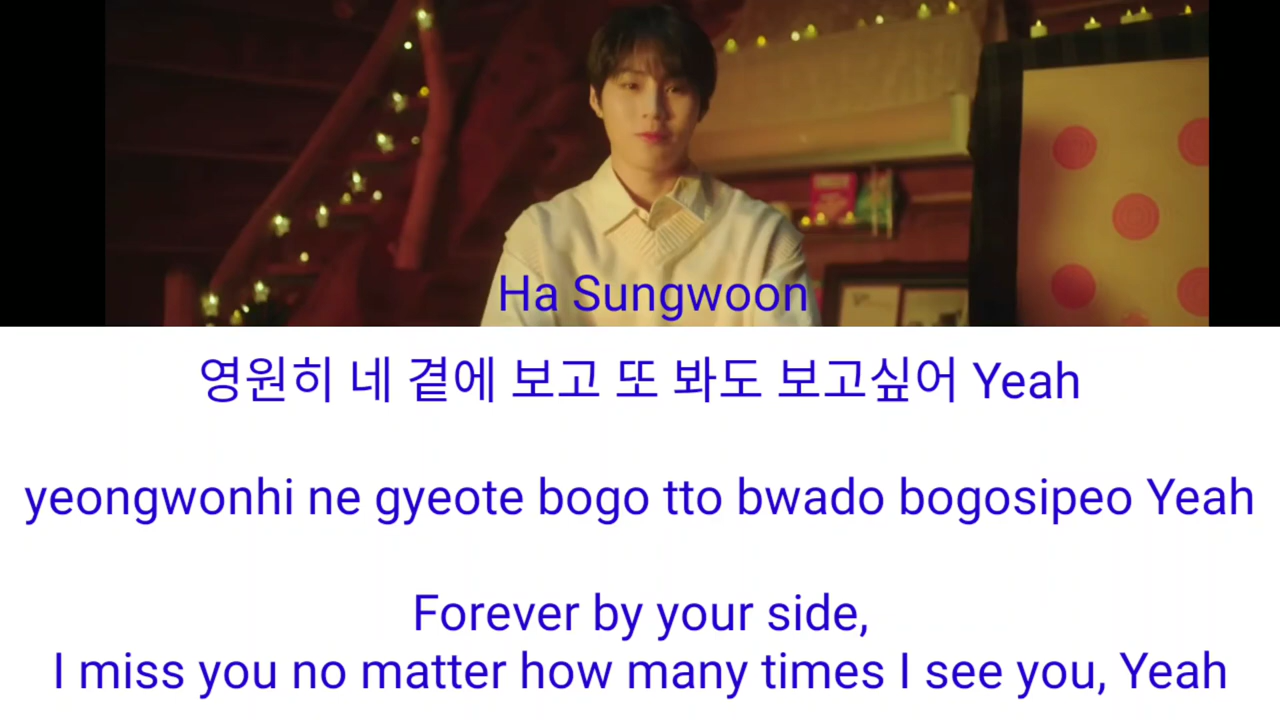 Ha Sungwoon
영원히 네 곁에 보고 또 봐도 보고싶어 Yeah
yeongwonhi ne gyeote bogo tto bwado bogosipeo Yeah
Forever by your side,
I miss you no matter how many times I see you, Yeah